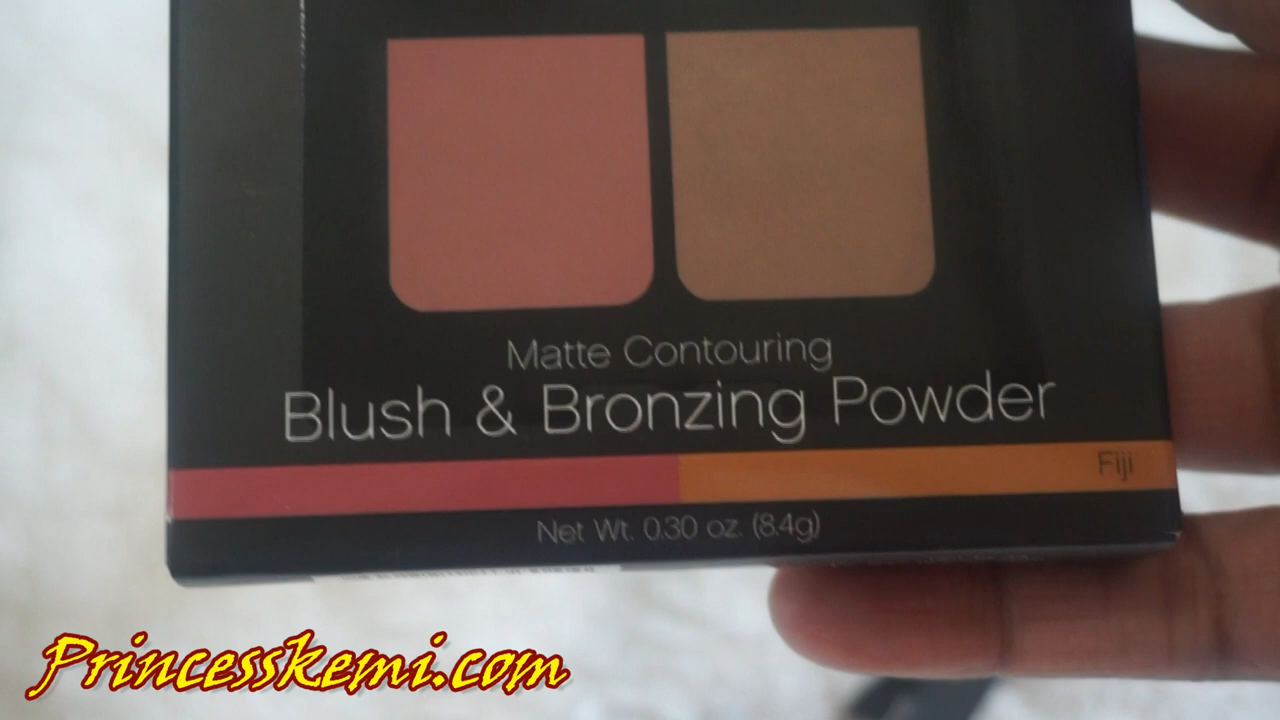 Matte Contouring
Blush & Bronzing Powder
Fiji
Net Wt. 0.30 oz. (8.4g)
Princesskemi.com